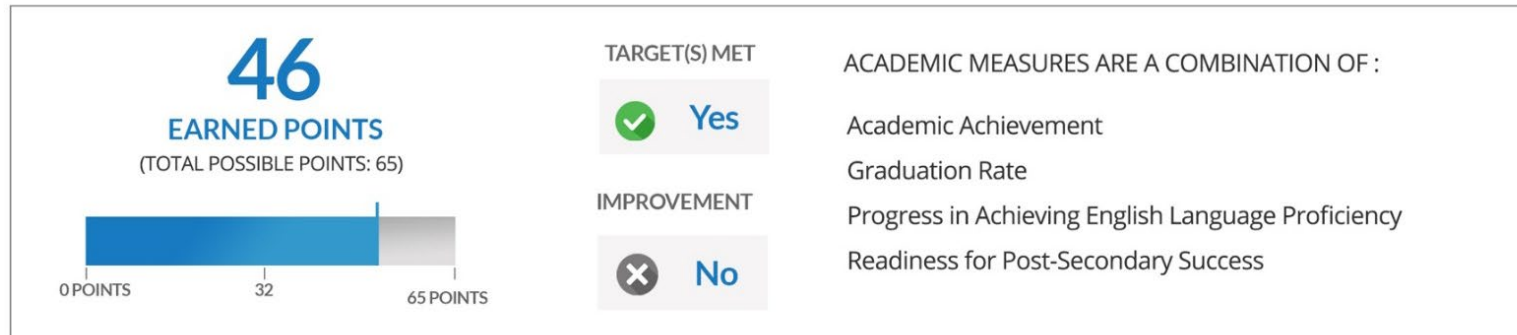 46
EARNED POINTS
(TOTAL POSSIBLE POINTS: 65)
0 POINTS
32
65 POINTS
TARGET(S) MET
Yes
IMPROVEMENT
No
ACADEMIC MEASURES ARE A COMBINATION OF :
Academic Achievement
Graduation Rate
Progress in Achieving English Language Proficiency
Readiness for Post-Secondary Success